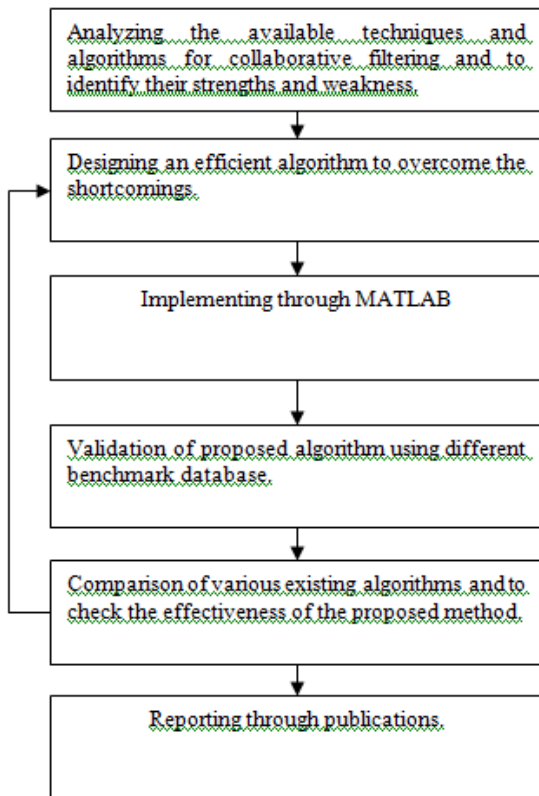 Analyzing the available techniques and
algorithms for collaborative filtering and to
identify their strengths and weakness.
Designing an efficient algorithm to overcome the
shortcomings.
Implementing through MATLAB
Validation of proposed algorithm using different
benchmark database.
Comparison of various existing algorithms and to
check the effectiveness of the proposed method.
Reporting through publications.